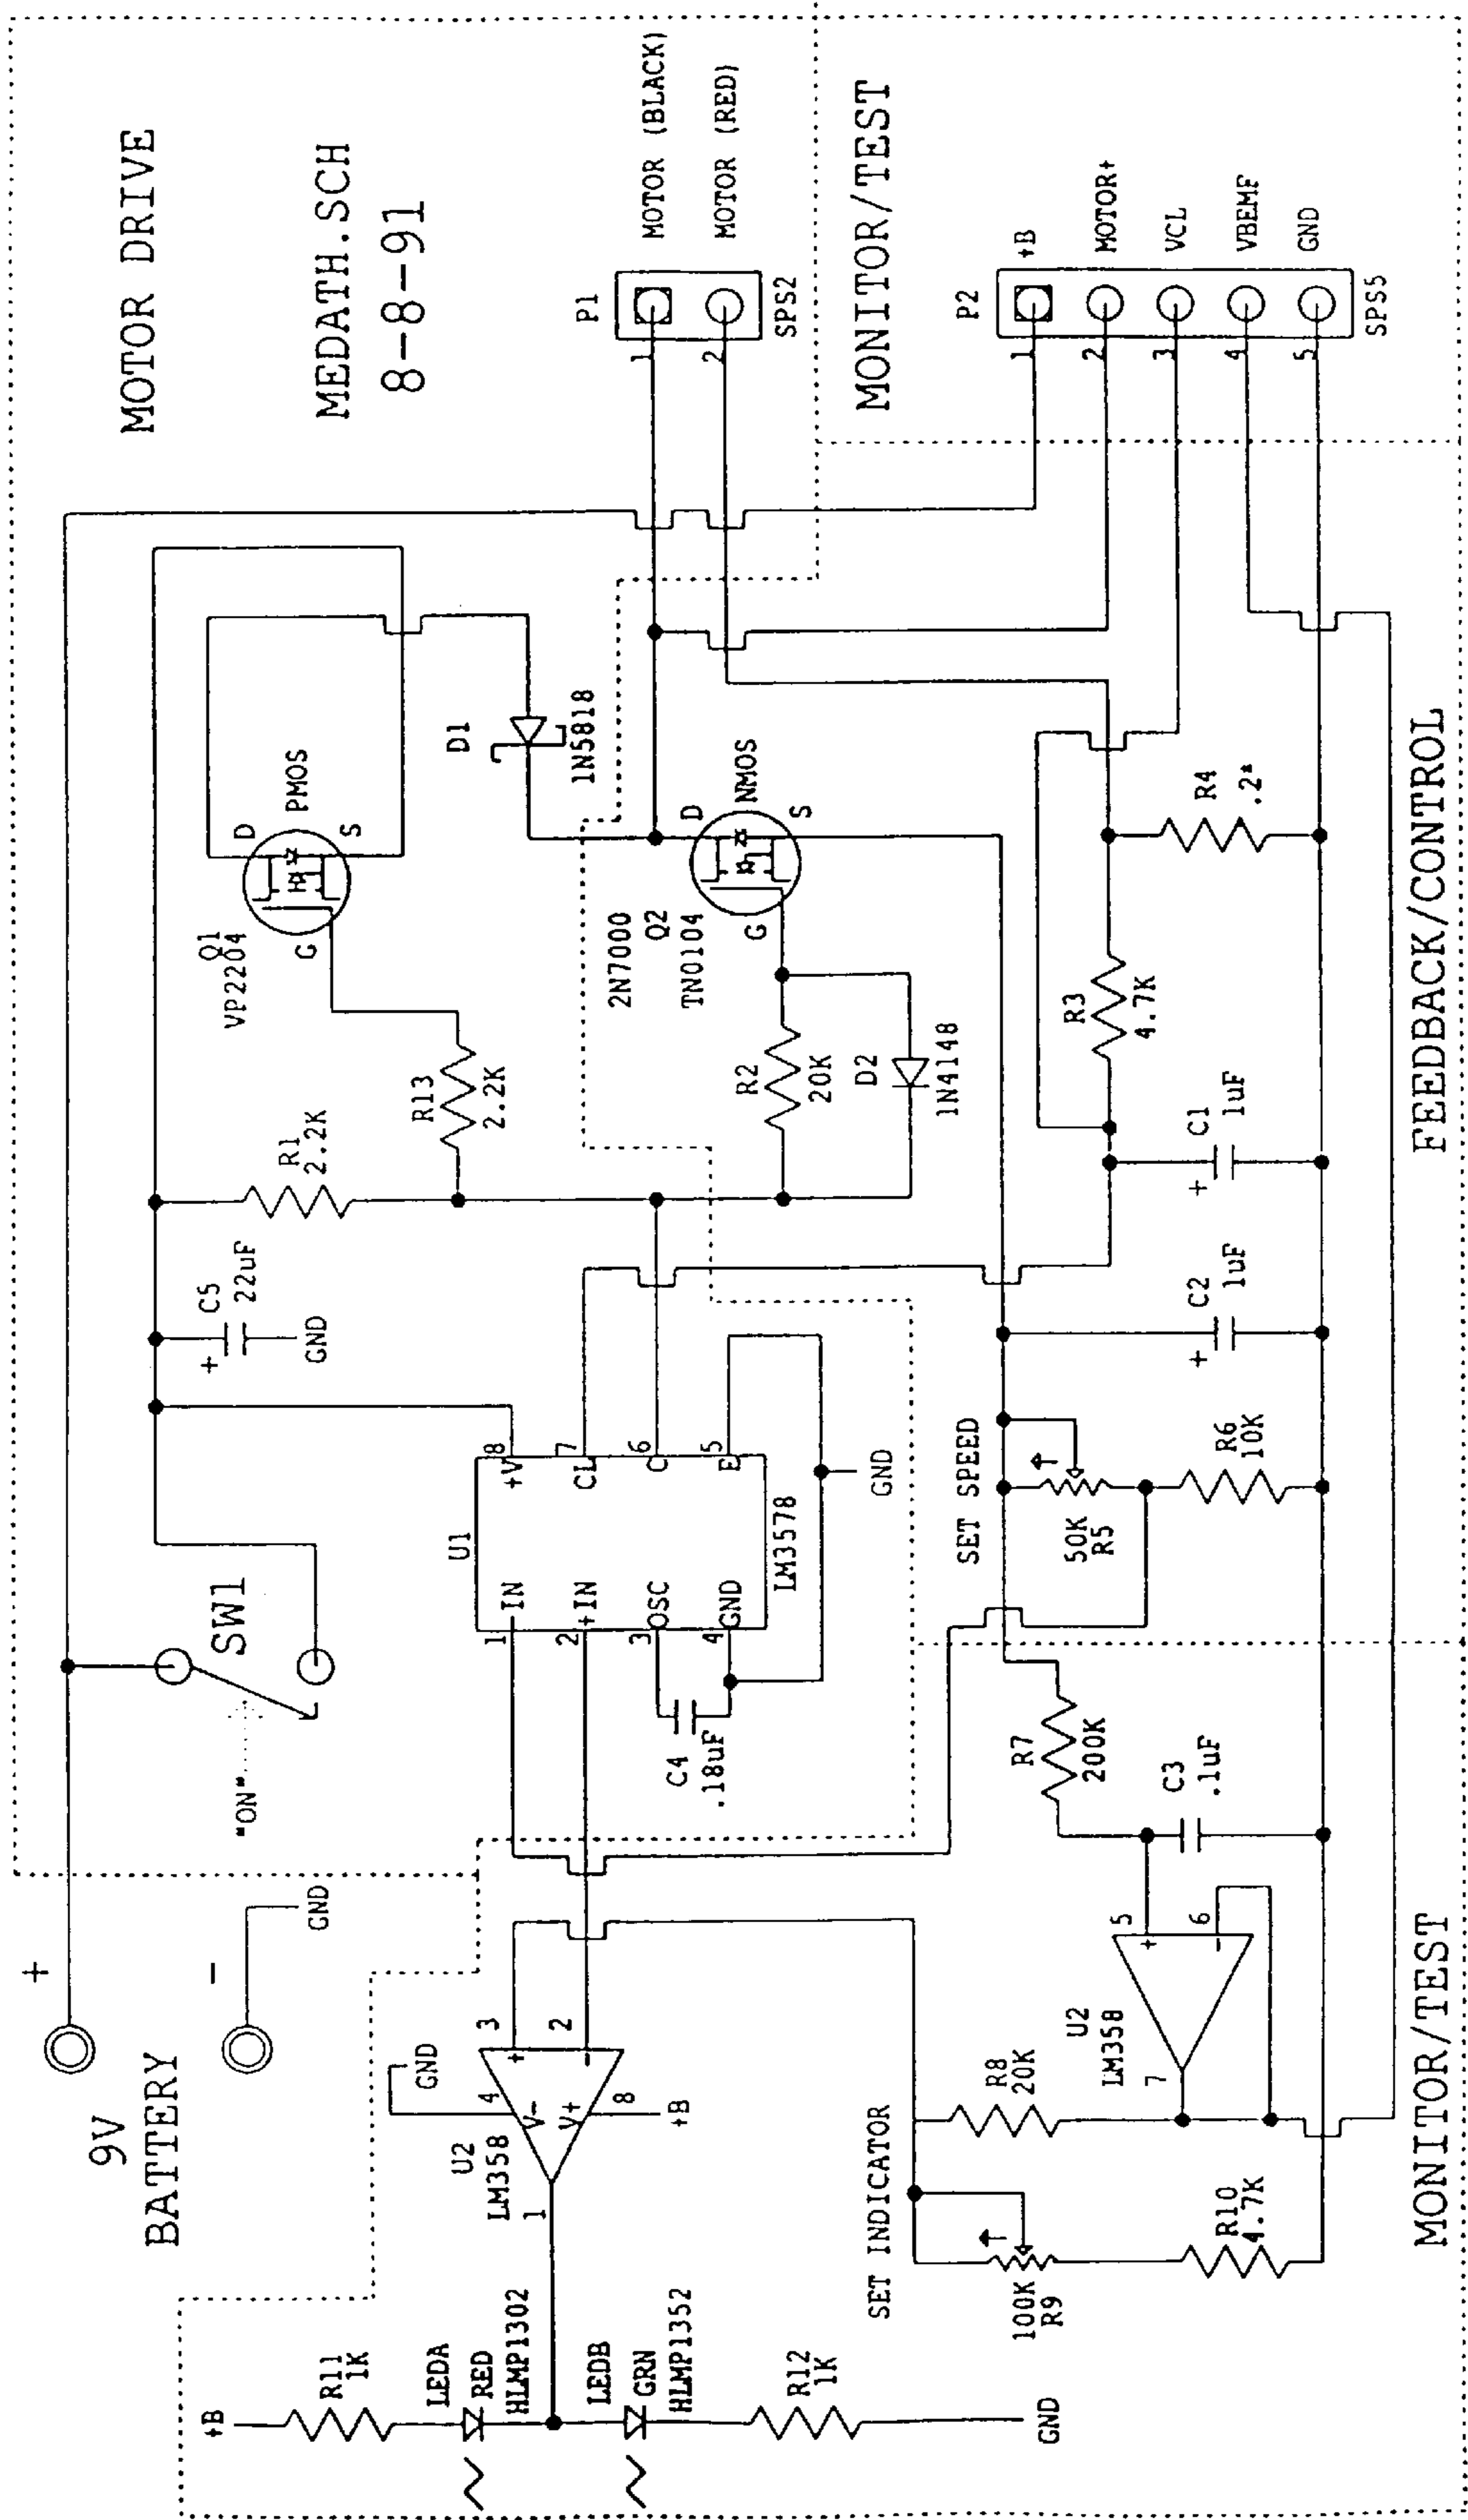 9V
BATTERY
+
-
GND
"ON"
SW1
MOTOR DRIVE
MEDATH.SCH
8-8-91
C5
22uF
+
GND
R1
2.2K
R13
2.2K
Q1
VP2204
G
D
S
PMOS
D1
1N5818
P1
1
2
SPS2
MOTOR (BLACK)
MOTOR (RED)
U1
1
-IN
2
+IN
3
OSC
4
GND
+V
8
CL
7
C
6
E
5
LM3578
GND
C4
.18uF
2N7000
Q2
TN0104
G
D
S
NMOS
R2
20K
D2
1N4148
MONITOR/TEST
P2
1
2
3
4
5
SPS5
+B
MOTOR+
VCL
VBEMF
GND
+B
R11
1K
LEDA
RED
HLMP1302
LEDB
GRN
HLMP1352
R12
1K
GND
U2
LM358
1
4
V-
GND
V+
8
+B
3
+
2
-
SET INDICATOR
100K
R9
R10
4.7K
R8
20K
U2
LM358
7
5
+
6
-
R7
200K
C3
.1uF
SET SPEED
50K
R5
R6
10K
C2
1uF
+
C1
1uF
+
R3
4.7K
R4
.2*
MONITOR/TEST
FEEDBACK/CONTROL